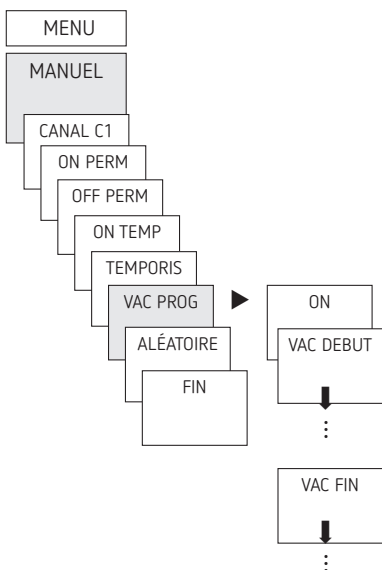 MENU
MANUEL
CANAL C1
ON PERM
OFF PERM
ON TEMP
TEMPORIS
VAC PROG
ALÉATOIRE
FIN
ON
VAC DEBUT
VAC FIN